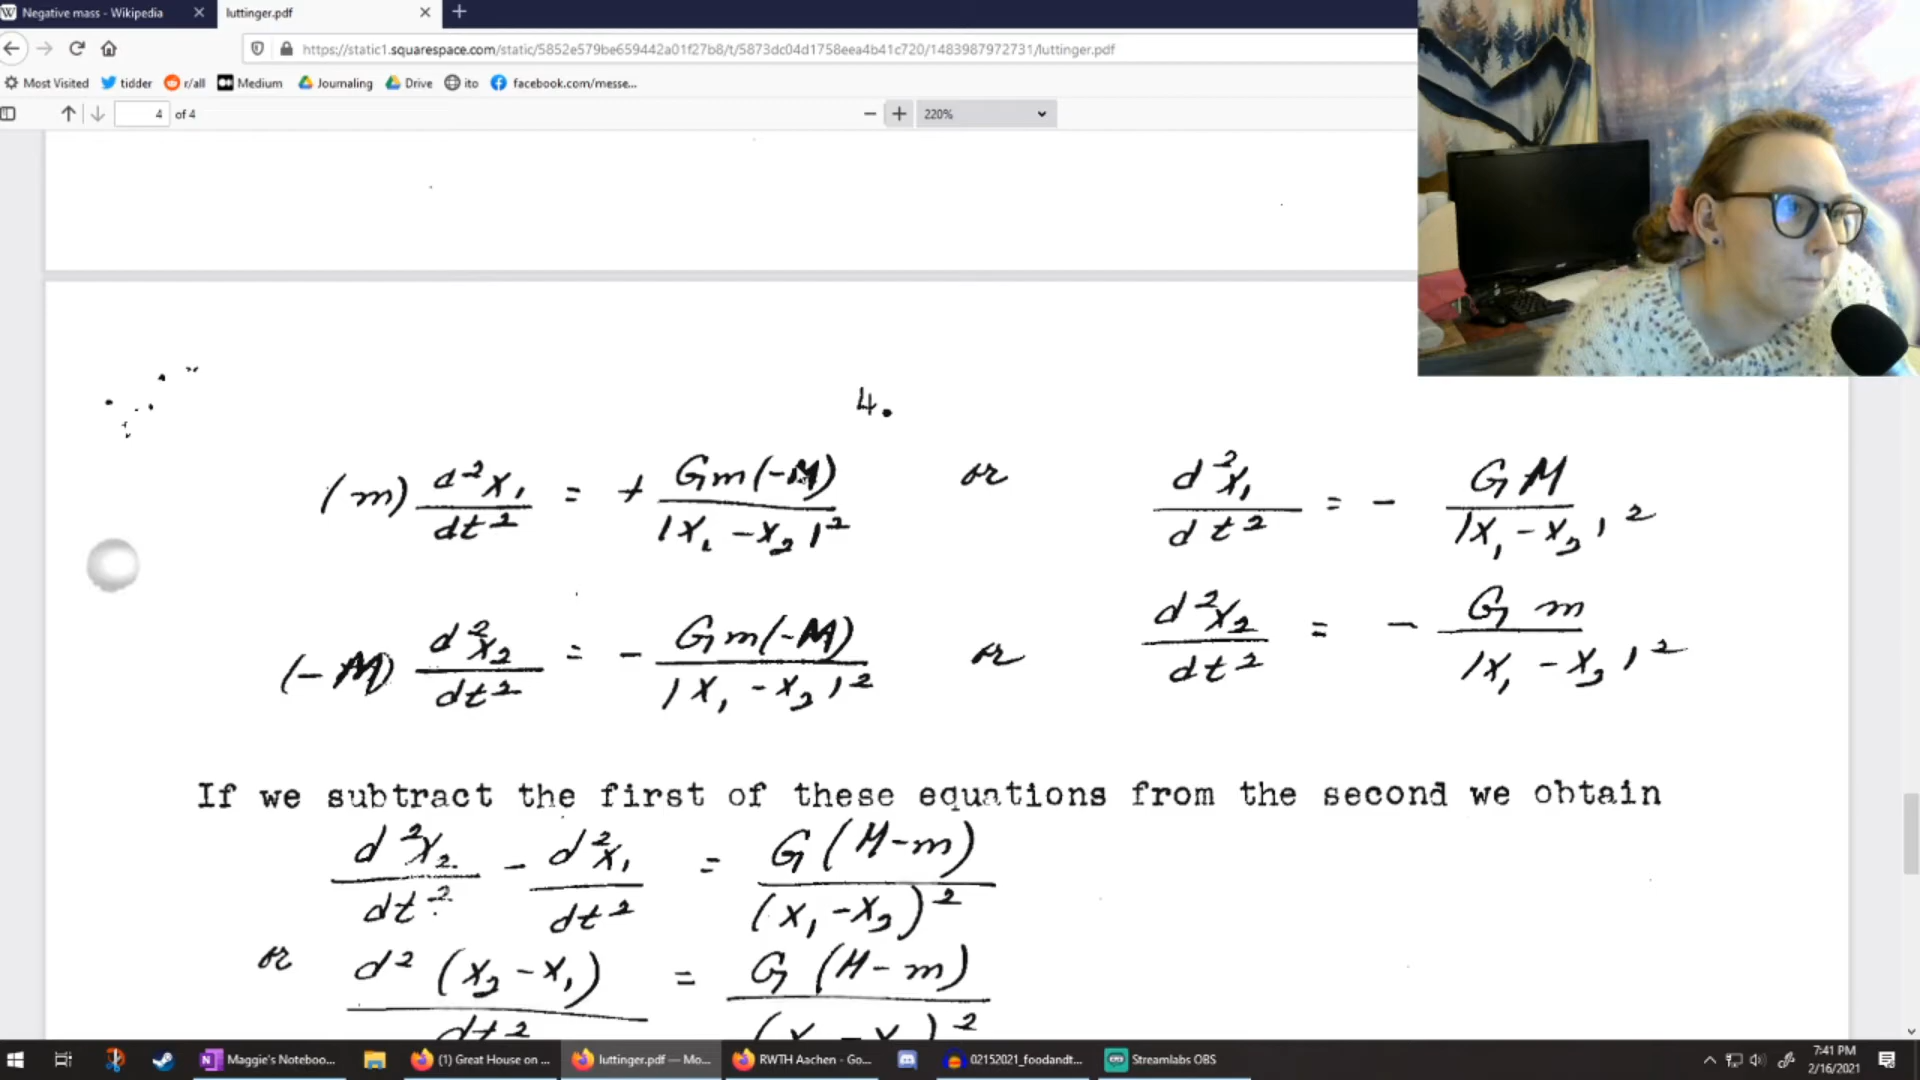 Negative mass - Wikipedia
luttinger.pdf
https://static1.squarespace.com/static/5852e579be659442a01f27b8/t/5873dc04d1758eea4b41c720/1483987972731/luttinger.pdf
Most Visited tidder r/all Medium Journaling Drive ito facebook.com/messe...
4 of 4
220%
4.
(m) d²x₁/dt² = + Gm(-M)/|x₁ - x₂|² or d²x₁/dt² = - GM/|x₁ - x₂|²
(-M) d²x₂/dt² = - Gm(-M)/|x₁ - x₂|² or d²x₂/dt² = - Gm/|x₁ - x₂|²
If we subtract the first of these equations from the second we obtain
d²x₂/dt² - d²x₁/dt² = G(M-m)/(x₁ - x₂)²
or d²(x₂ - x₁)/dt² = G(M-m)/(x - x)²
Maggie's Noteboo...
(1) Great House on ...
luttinger.pdf — Mo...
RWTH Aachen - Go...
02152021_foodandt...
Streamlabs OBS
7:41 PM
2/16/2021